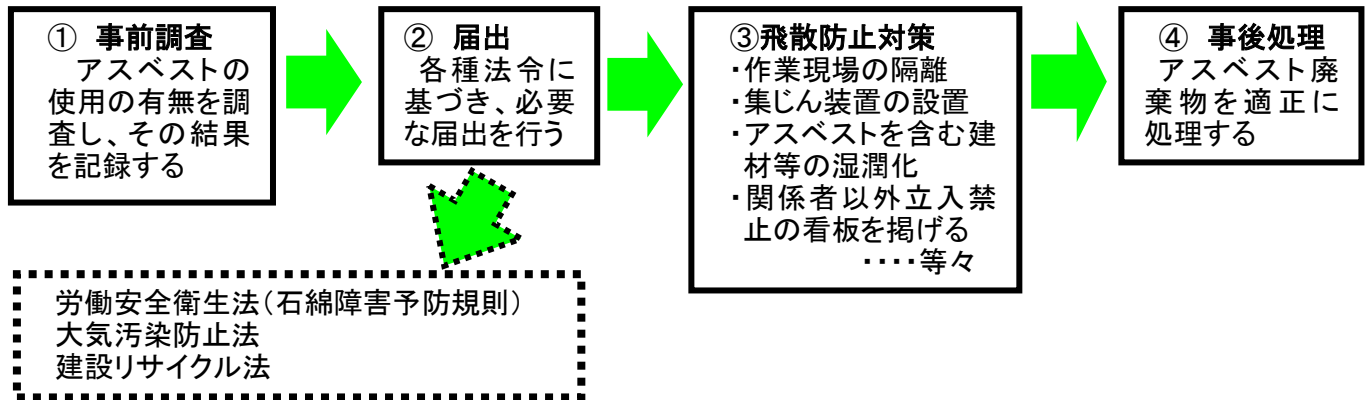 ① 事前調査
アスベストの
使用の有無を調
査し、その結果
を記録する
② 届出
各種法令に
基づき、必要
な届出を行う
③飛散防止対策
・作業現場の隔離
・集じん装置の設置
・アスベストを含む建
材等の湿潤化
・関係者以外立入禁
止の看板を掲げる
・・・・等々
④ 事後処理
アスベスト廃
棄物を適正に
処理する
労働安全衛生法(石綿障害予防規則)
大気汚染防止法
建設リサイクル法